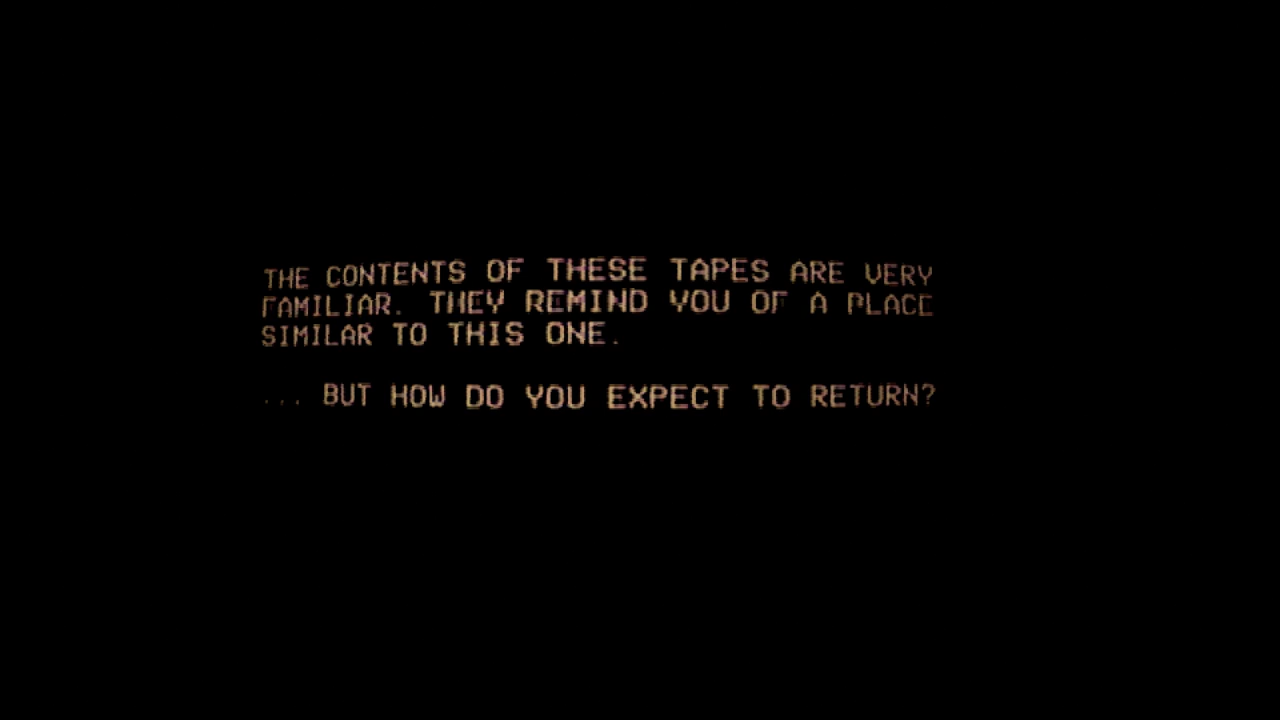 THE CONTENTS OF THESE TAPES ARE VERY
FAMILIAR. THEY REMIND YOU OF A PLACE
SIMILAR TO THIS ONE.
... BUT HOW DO YOU EXPECT TO RETURN?